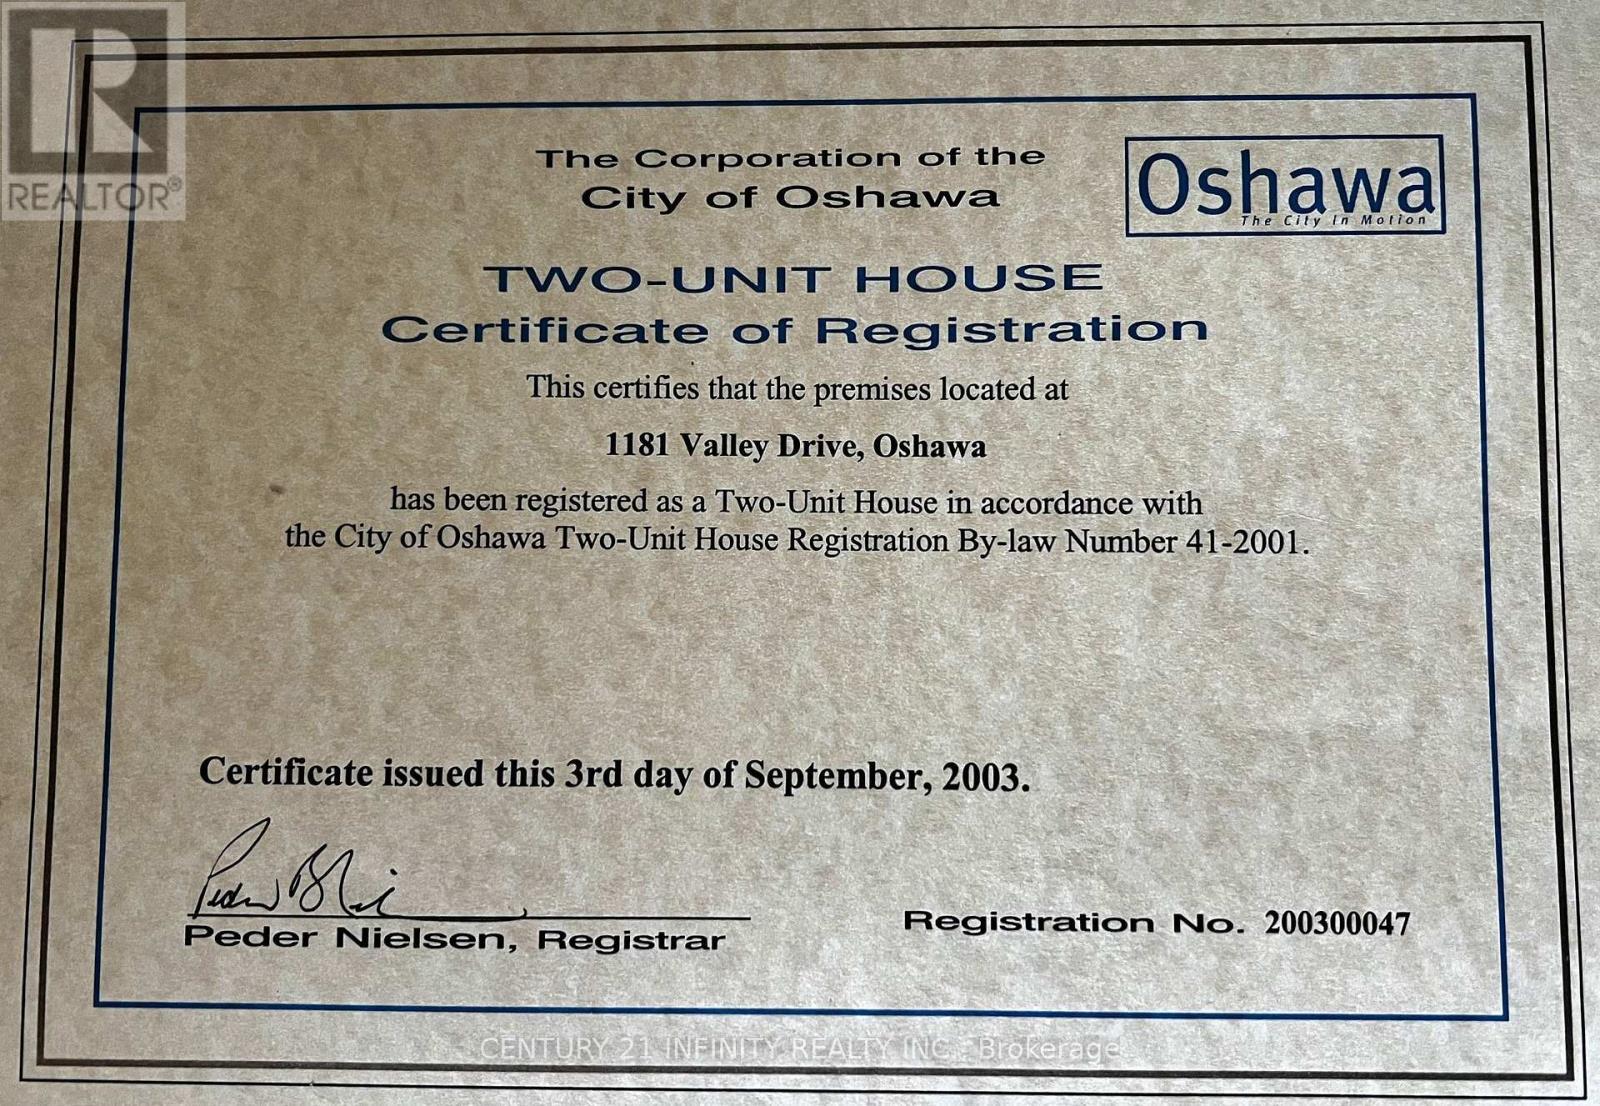 REALTOR®
The Corporation of the
City of Oshawa
Oshawa
The City In Motion
TWO-UNIT HOUSE
Certificate of Registration
This certifies that the premises located at
1181 Valley Drive, Oshawa
has been registered as a Two-Unit House in accordance with
the City of Oshawa Two-Unit House Registration By-law Number 41-2001.
Certificate issued this 3rd day of September, 2003.
Peder Nielsen, Registrar
Registration No. 200300047
CENTURY 21 INFINITY REALTY INC. - Brokerage